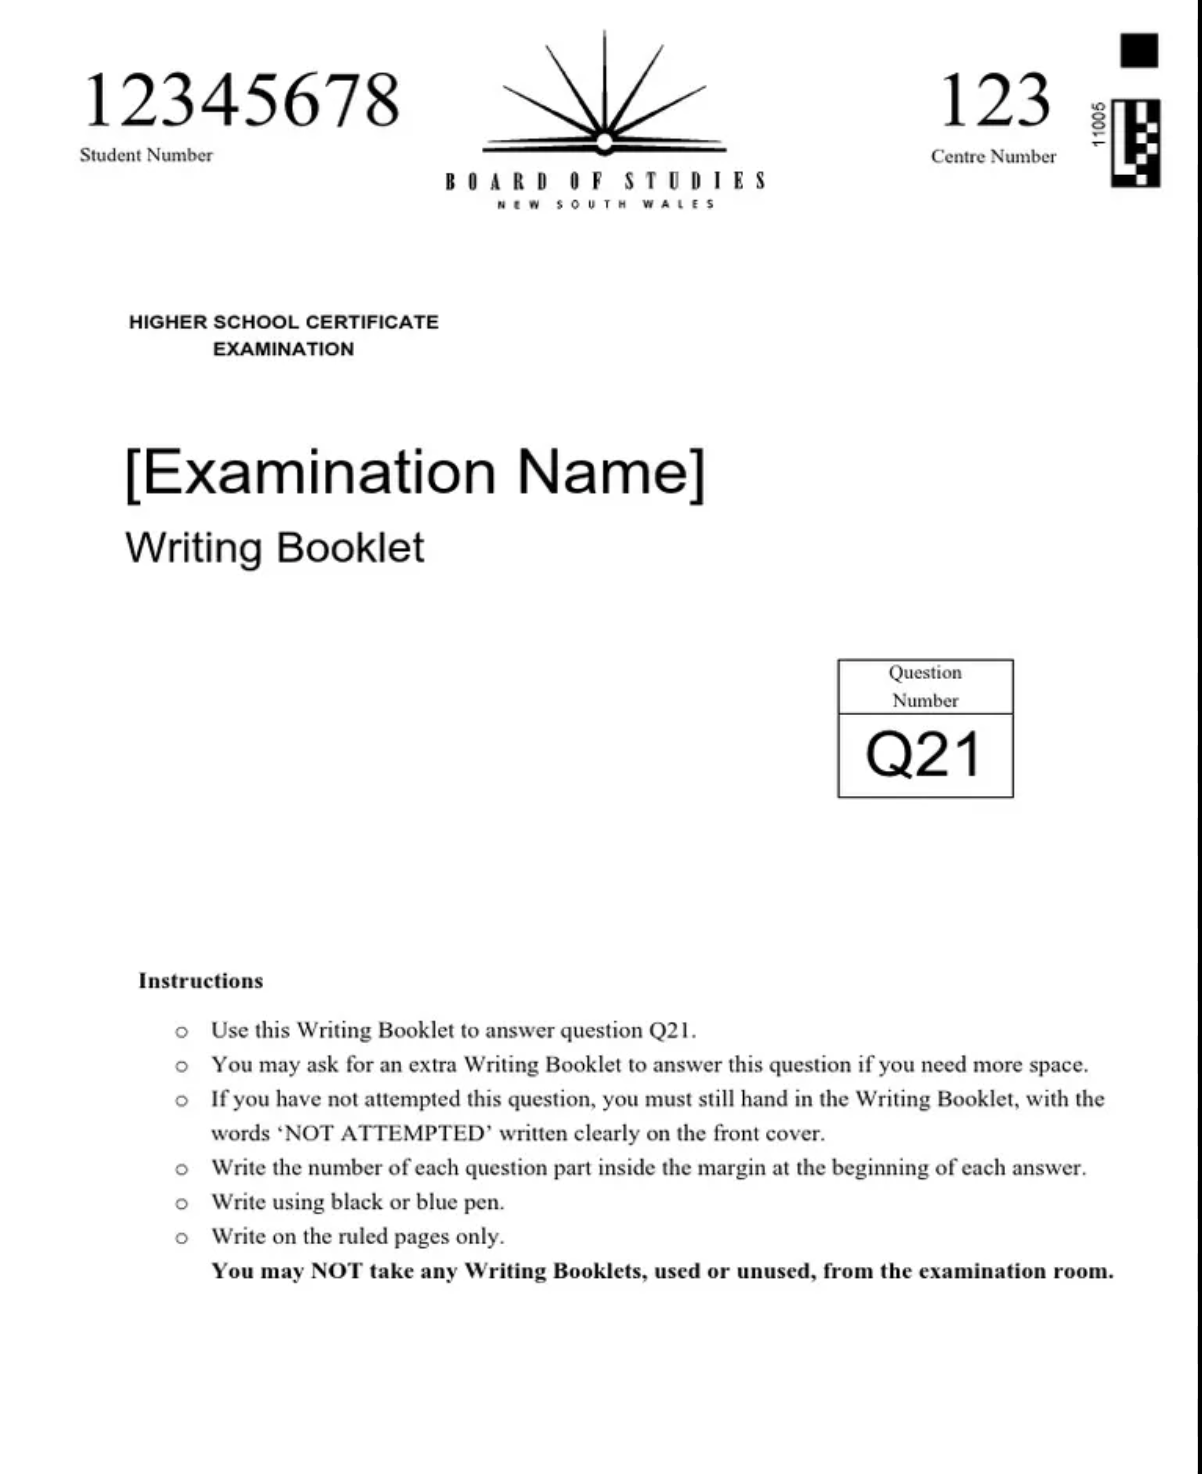 12345678
Student Number
BOARD OF STUDIES
NEW SOUTH WALES
123
Centre Number
11005
HIGHER SCHOOL CERTIFICATE
EXAMINATION
[Examination Name]
Writing Booklet
Question
Number
Q21
Instructions
Use this Writing Booklet to answer question Q21.
You may ask for an extra Writing Booklet to answer this question if you need more space.
If you have not attempted this question, you must still hand in the Writing Booklet, with the
words ‘NOT ATTEMPTED’ written clearly on the front cover.
Write the number of each question part inside the margin at the beginning of each answer.
Write using black or blue pen.
Write on the ruled pages only.
You may NOT take any Writing Booklets, used or unused, from the examination room.